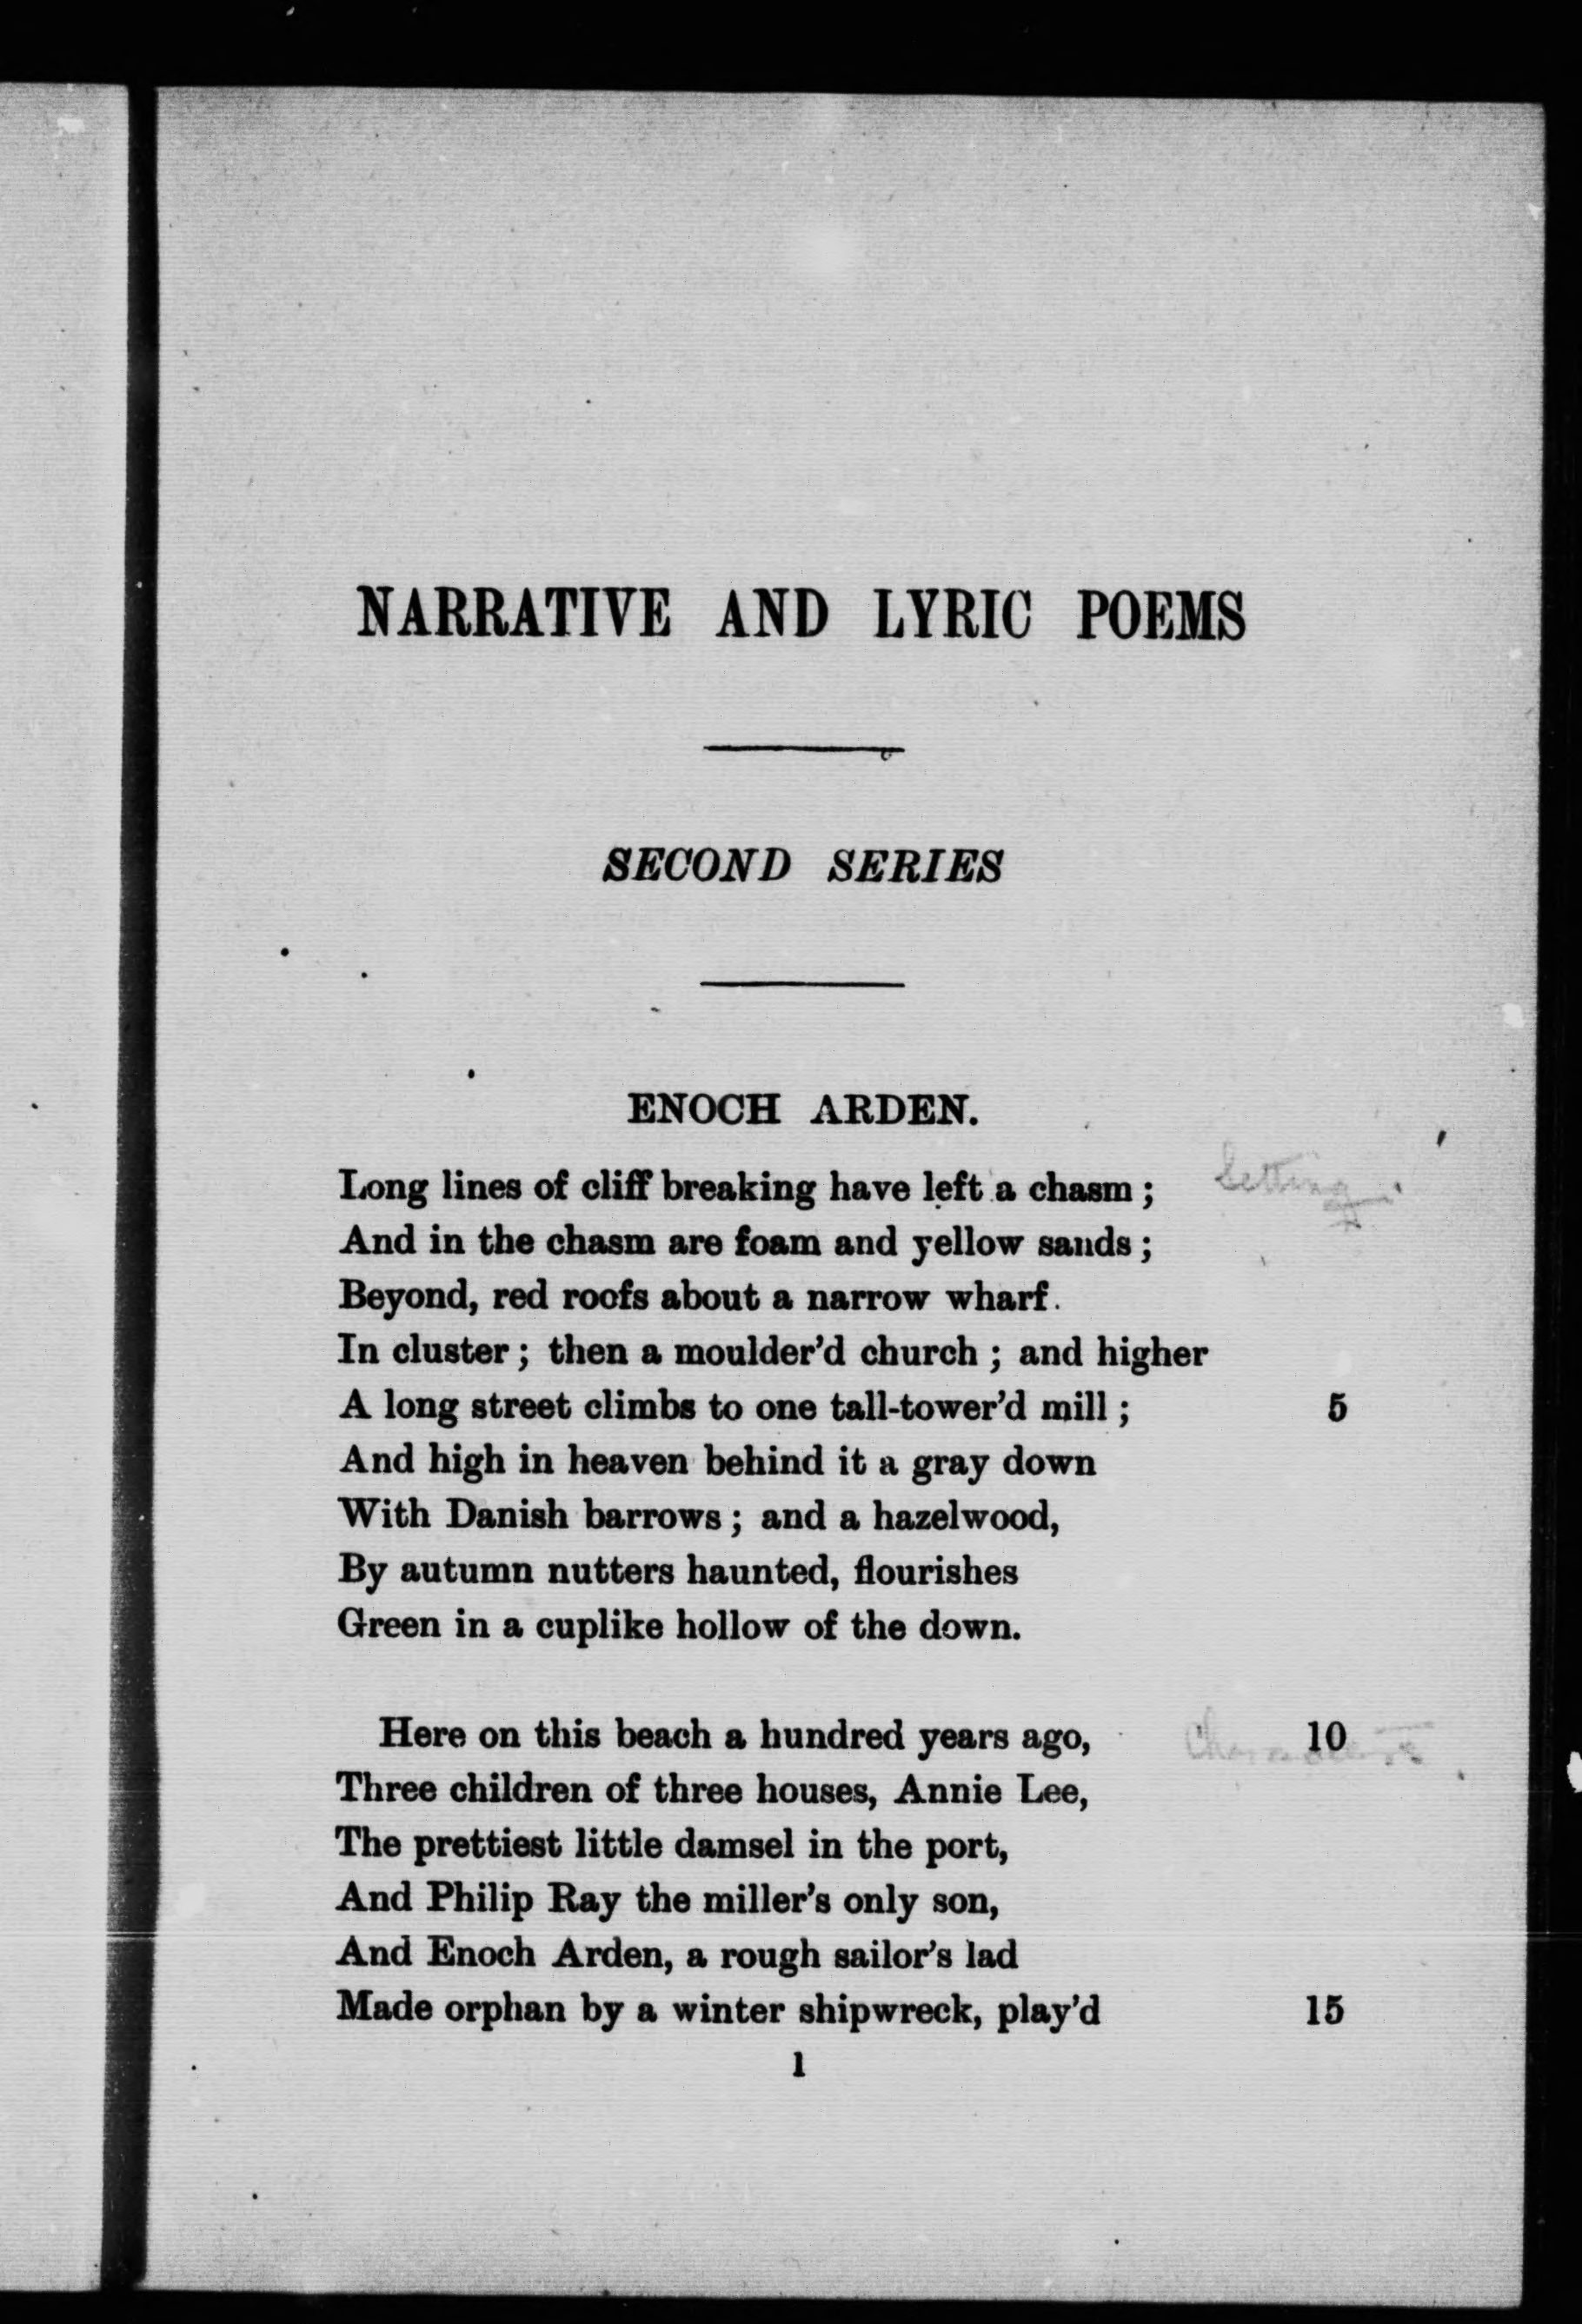 NARRATIVE AND LYRIC POEMS
SECOND SERIES
ENOCH ARDEN.
Long lines of cliff breaking have left a chasm;
Setting
And in the chasm are foam and yellow sands;
Beyond, red roofs about a narrow wharf.
In cluster; then a moulder'd church; and higher
A long street climbs to one tall-tower'd mill; 5
And high in heaven behind it a gray down
With Danish barrows; and a hazelwood,
By autumn nutters haunted, flourishes
Green in a cuplike hollow of the down.
Here on this beach a hundred years ago, 10
Three children of three houses, Annie Lee,
The prettiest little damsel in the port,
And Philip Ray the miller's only son,
And Enoch Arden, a rough sailor's lad
Made orphan by a winter shipwreck, play'd 15
1